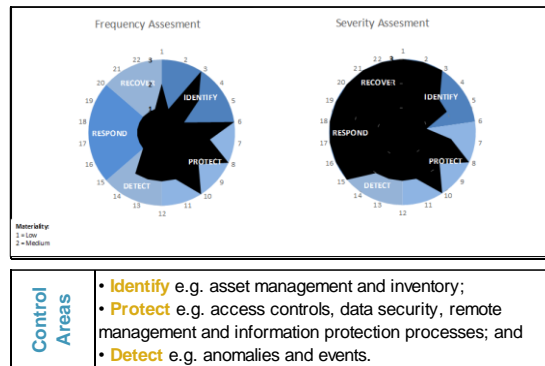 Frequency Assesment
Severity Assesment
1
2
3
4
5
6
7
8
9
10
11
12
13
14
15
16
17
18
19
20
21
22
3
2
1
RECOVER
IDENTIFY
RESPOND
PROTECT
DETECT
1
2
3
4
5
6
7
8
9
10
11
12
13
14
15
16
17
18
19
20
21
22
3
RECOVER
IDENTIFY
RESPOND
PROTECT
DETECT
Materiality:
1 = Low
2 = Medium
Control
Areas
• Identify e.g. asset management and inventory;
• Protect e.g. access controls, data security, remote
management and information protection processes; and
• Detect e.g. anomalies and events.